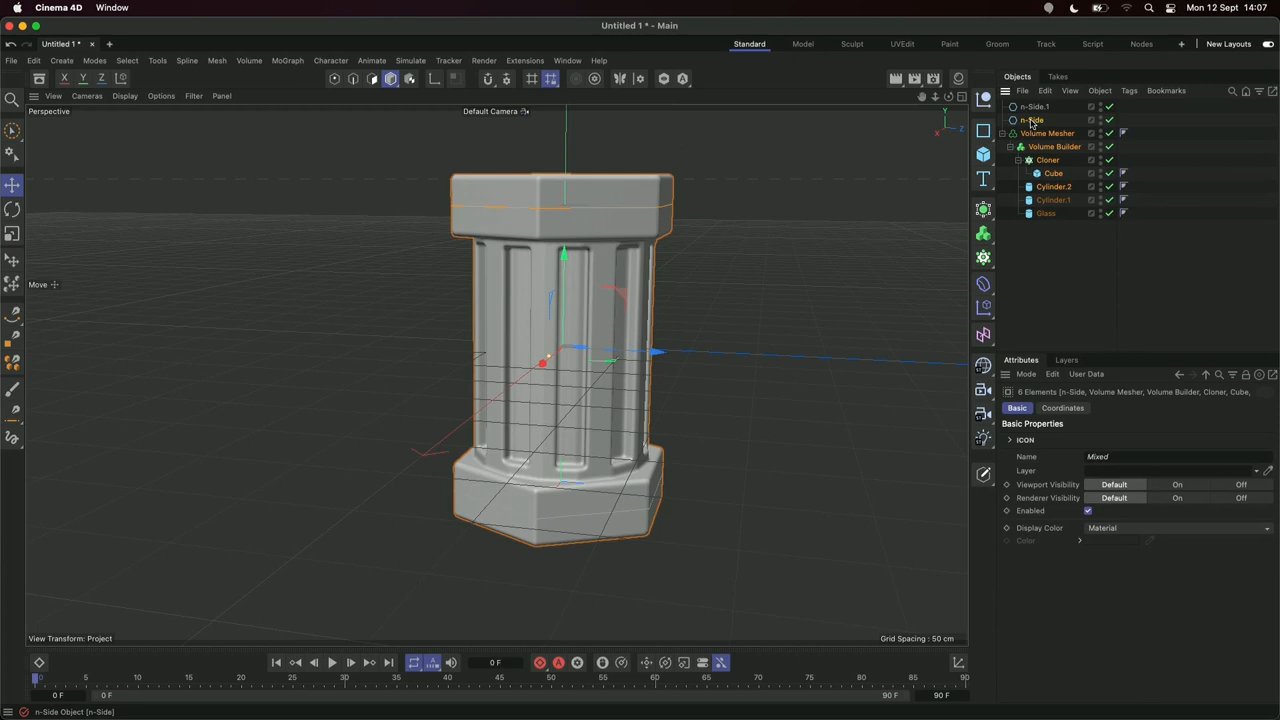 Cinema 4D Window Mon 12 Sept 14:07
Untitled 1 * - Main
Untitled 1 * Standard Model Sculpt UVEdit Paint Groom Track Script Nodes New Layouts
File Edit Create Modes Select Tools Spline Mesh Volume MoGraph Character Animate Simulate Tracker Render Extensions Window Help
X Y Z
Objects Takes
View Cameras Display Options Filter Panel
File Edit View Object Tags Bookmarks
Perspective Default Camera
Y
X Z
n-Side.1
n-Side
Volume Mesher
Volume Builder
Cloner
Cube
Cylinder.2
Cylinder.1
Glass
T
Move
Attributes Layers
Mode Edit User Data
6 Elements [n-Side, Volume Mesher, Volume Builder, Cloner, Cube,
Basic Coordinates
Basic Properties
ICON
Name Mixed
Layer
Viewport Visibility Default On Off
Renderer Visibility Default On Off
Enabled
Display Color Material
Color
ST
ST
ST
ST
View Transform: Project Grid Spacing : 50 cm
0 F
0 5 10 15 20 25 30 35 40 45 50 55 60 65 70 75 80 85 90
0 F 0 F 90 F 90 F
n-Side Object [n-Side]